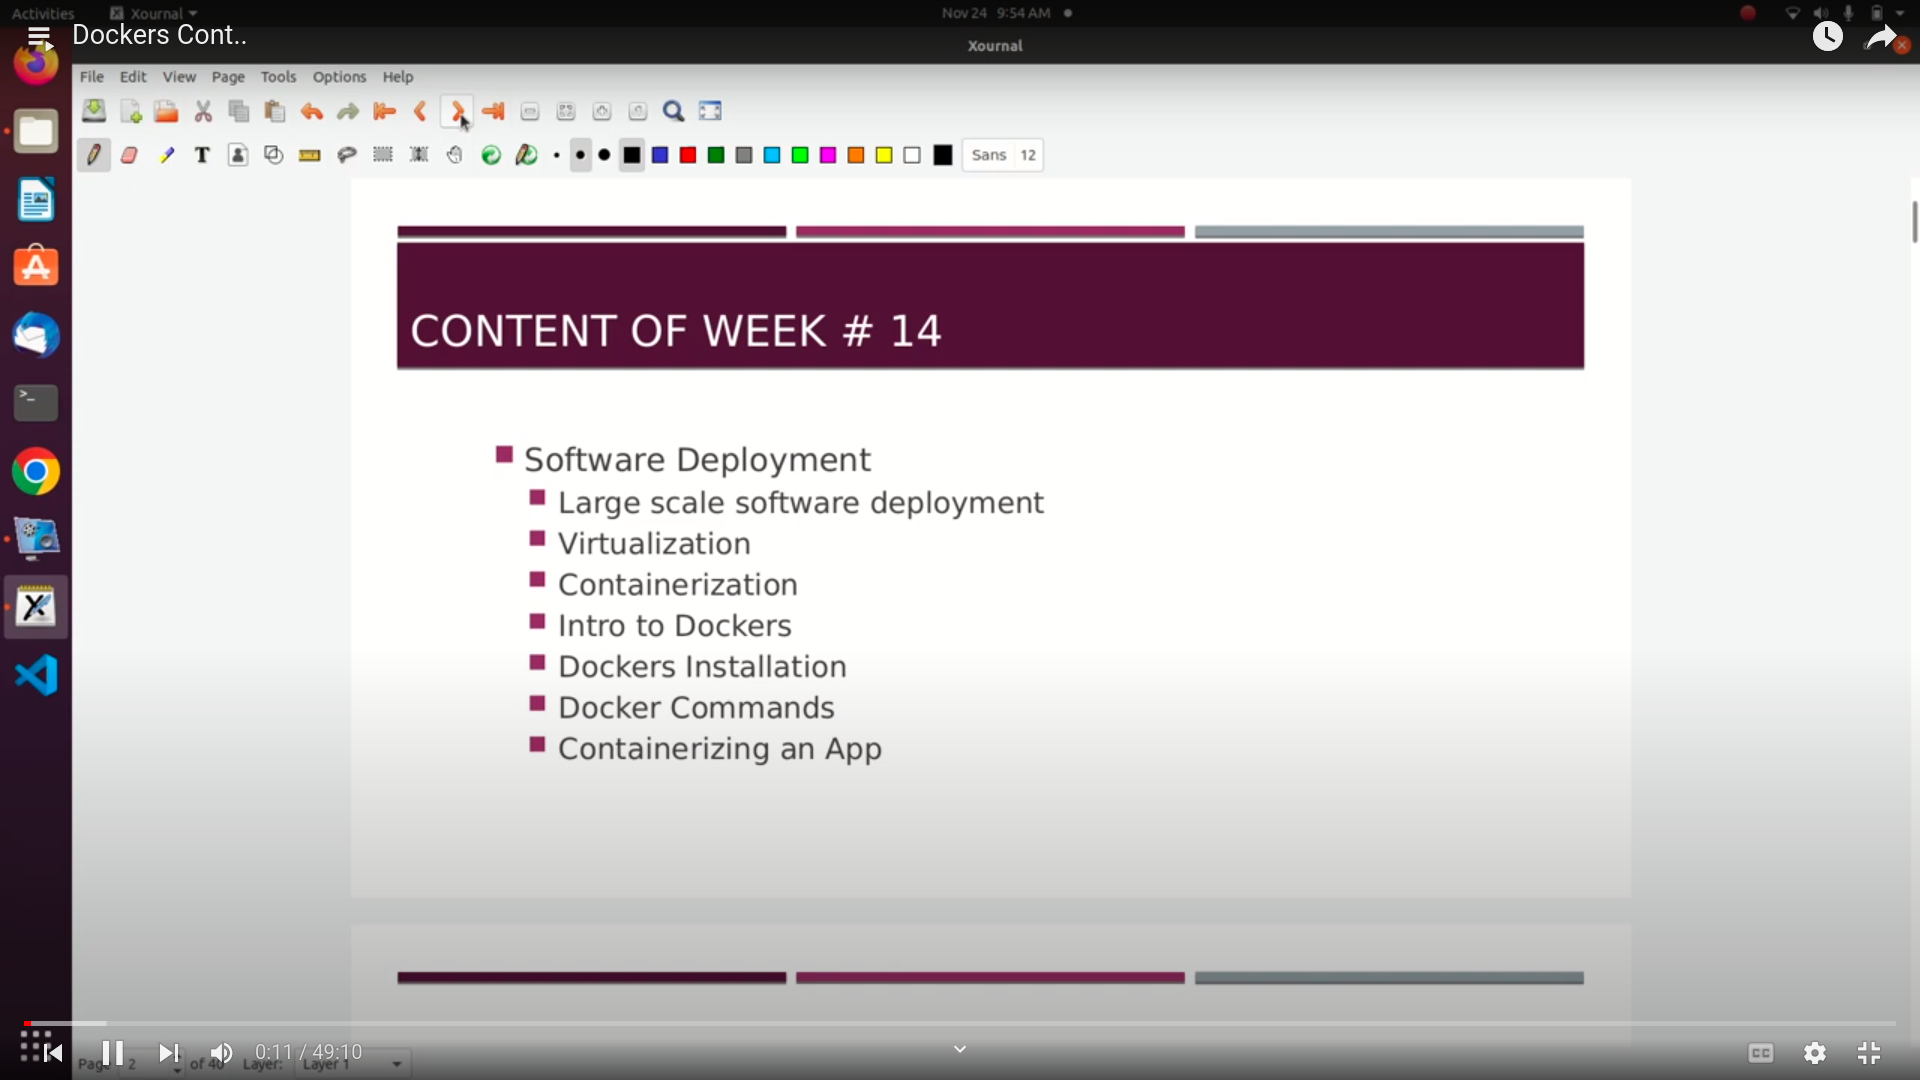 Activities Xournal Nov 24 9:54 AM
Dockers Cont..
Xournal
File Edit View Page Tools Options Help
T Sans 12
CONTENT OF WEEK # 14
Software Deployment
Large scale software deployment
Virtualization
Containerization
Intro to Dockers
Dockers Installation
Docker Commands
Containerizing an App
0:11 / 49:10 CC
Page 2 of 40 Layer: Layer 1